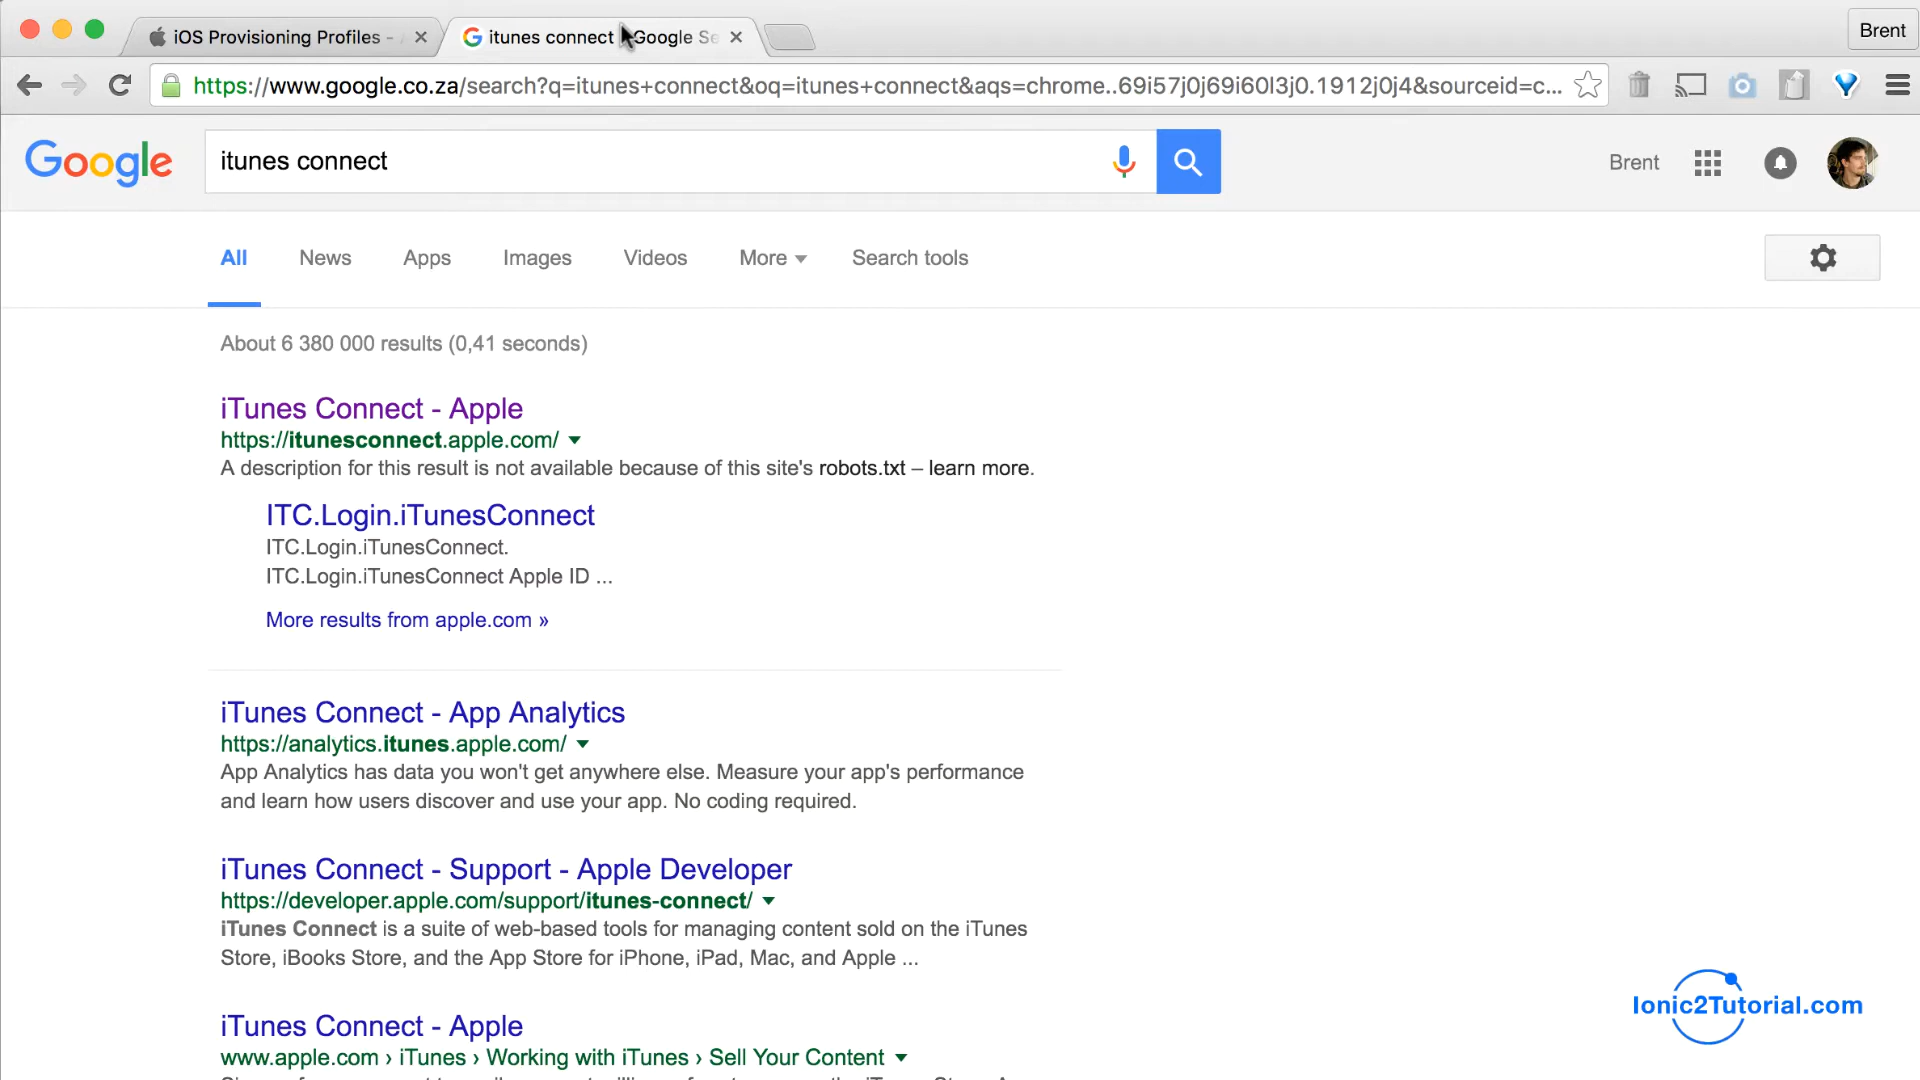 iOS Provisioning Profiles -
itunes connect - Google Se
Brent
https://www.google.co.za/search?q=itunes+connect&oq=itunes+connect&aqs=chrome..69i57j0j69i60l3j0.1912j0j4&sourceid=c...
Google
itunes connect
Brent
All
News
Apps
Images
Videos
More
Search tools
About 6 380 000 results (0,41 seconds)
iTunes Connect - Apple
https://itunesconnect.apple.com/
A description for this result is not available because of this site's robots.txt – learn more.
ITC.Login.iTunesConnect
ITC.Login.iTunesConnect.
ITC.Login.iTunesConnect Apple ID ...
More results from apple.com »
iTunes Connect - App Analytics
https://analytics.itunes.apple.com/
App Analytics has data you won't get anywhere else. Measure your app's performance
and learn how users discover and use your app. No coding required.
iTunes Connect - Support - Apple Developer
https://developer.apple.com/support/itunes-connect/
iTunes Connect is a suite of web-based tools for managing content sold on the iTunes
Store, iBooks Store, and the App Store for iPhone, iPad, Mac, and Apple ...
Ionic2Tutorial.com
iTunes Connect - Apple
www.apple.com › iTunes › Working with iTunes › Sell Your Content